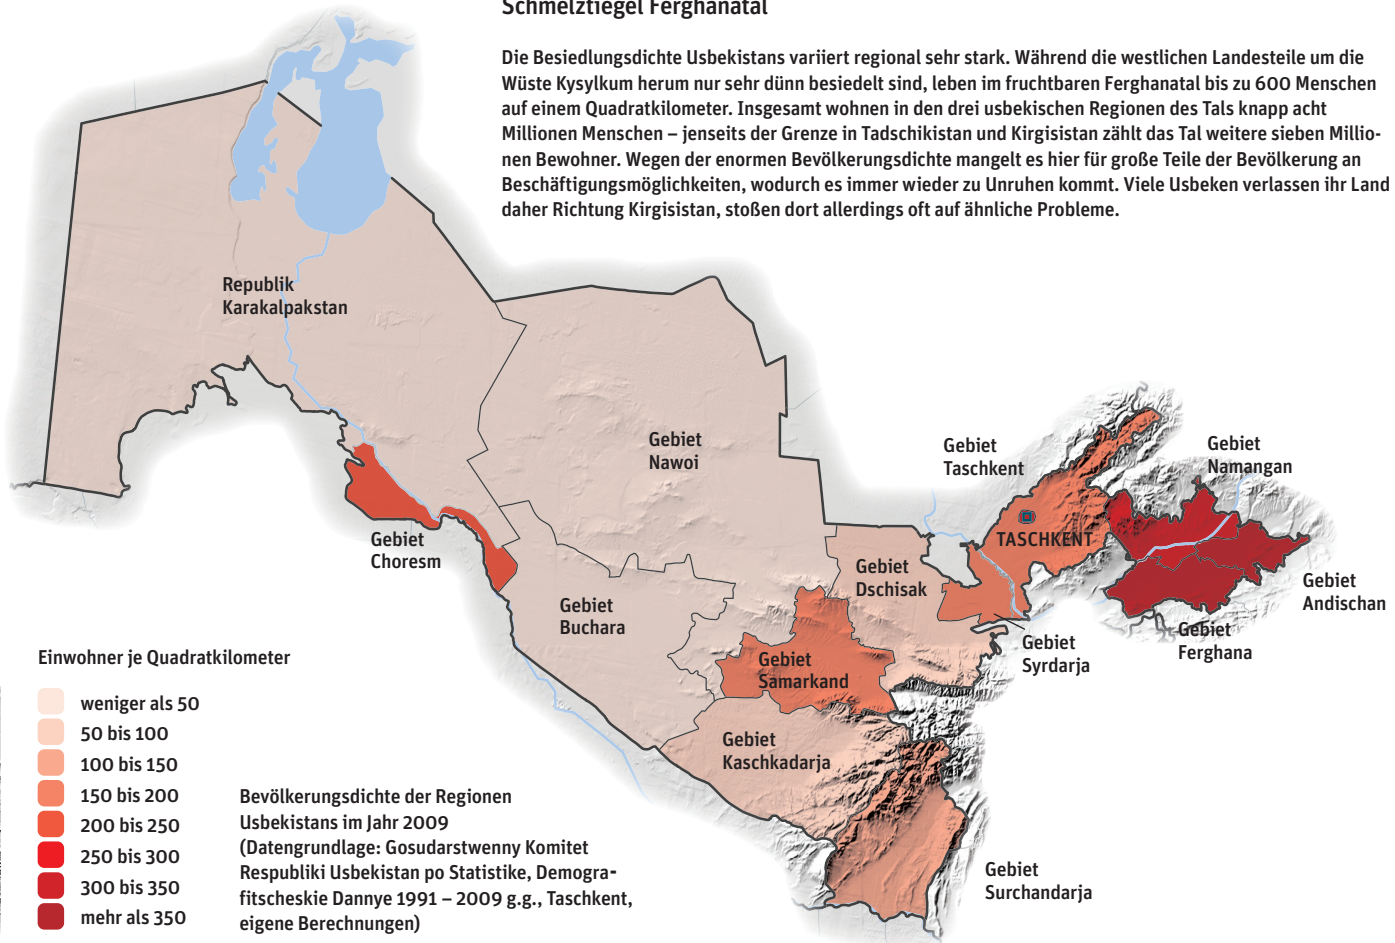 Schmelztiegel Ferghanatal
Die Besiedlungsdichte Usbekistans variiert regional sehr stark. Während die westlichen Landesteile um die
Wüste Kysylkum herum nur sehr dünn besiedelt sind, leben im fruchtbaren Ferghanatal bis zu 600 Menschen
auf einem Quadratkilometer. Insgesamt wohnen in den drei usbekischen Regionen des Tals knapp acht
Millionen Menschen – jenseits der Grenze in Tadschikistan und Kirgisistan zählt das Tal weitere sieben Millio-
nen Bewohner. Wegen der enormen Bevölkerungsdichte mangelt es hier für große Teile der Bevölkerung an
Beschäftigungsmöglichkeiten, wodurch es immer wieder zu Unruhen kommt. Viele Usbeken verlassen ihr Land
daher Richtung Kirgisistan, stoßen dort allerdings oft auf ähnliche Probleme.
Republik
Karakalpakstan
Gebiet
Nawoi
Gebiet
Taschkent
Gebiet
Namangan
TASCHKENT
Gebiet
Choresm
Gebiet
Dschisak
Gebiet
Andischan
Gebiet
Buchara
Gebiet
Syrdarja
Gebiet
Ferghana
Gebiet
Samarkand
Gebiet
Kaschkadarja
Gebiet
Surchandarja
Einwohner je Quadratkilometer
weniger als 50
50 bis 100
100 bis 150
150 bis 200
200 bis 250
250 bis 300
300 bis 350
mehr als 350
Bevölkerungsdichte der Regionen
Usbekistans im Jahr 2009
(Datengrundlage: Gosudarstwenny Komitet
Respubliki Usbekistan po Statistike, Demogra-
fitscheskie Dannye 1991 – 2009 g.g., Taschkent,
eigene Berechnungen)